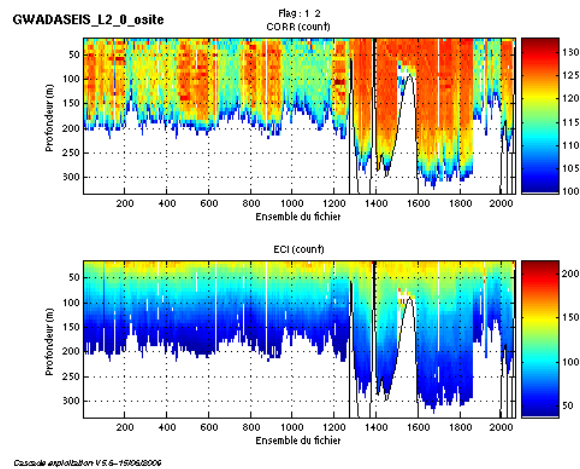 GWADASEIS_L2_0_osite
Flag : 1 2
CORR (count)
Profondeur (m)
50
100
150
200
250
300
200 400 600 800 1000 1200 1400 1600 1800 2000
Ensemble du fichier
130
125
120
115
110
105
100
ECI (count)
Profondeur (m)
50
100
150
200
250
300
200 400 600 800 1000 1200 1400 1600 1800 2000
Ensemble du fichier
200
150
100
50
Cascade exploitation V 5.6-15/06/2006